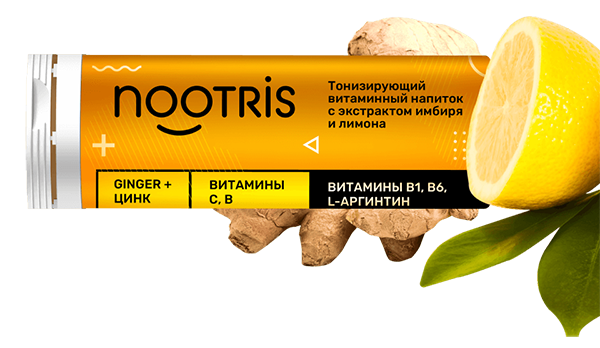 nooTRIS
Тонизирующий
витаминный напиток
с экстрактом имбиря
и лимона
GINGER +
ЦИНК
ВИТАМИНЫ
C, B
ВИТАМИНЫ B1, B6,
L-АРГИНТИН